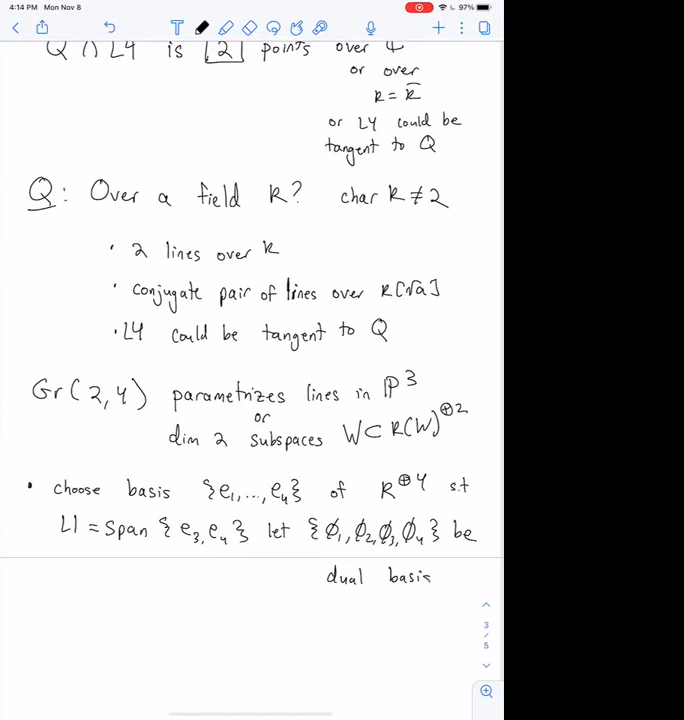 4:14 PM Mon Nov 8
97%
Q ∩ L4 is 2 points over
or over
k = k̅
or L4 could be
tangent to Q
Q: Over a field k? char k ≠ 2
• 2 lines over k
• conjugate pair of lines over k[√a]
• L4 could be tangent to Q
Gr(2,4) parametrizes lines in ℙ³
or
dim 2 subspaces W ⊂ k(W)^⊕2
• choose basis {e₁,...,e₄} of k^⊕4 s.t
L1 = span {e₃,e₄} let {ϕ₁,ϕ₂,ϕ₃,ϕ₄} be
dual basis
3
/
5